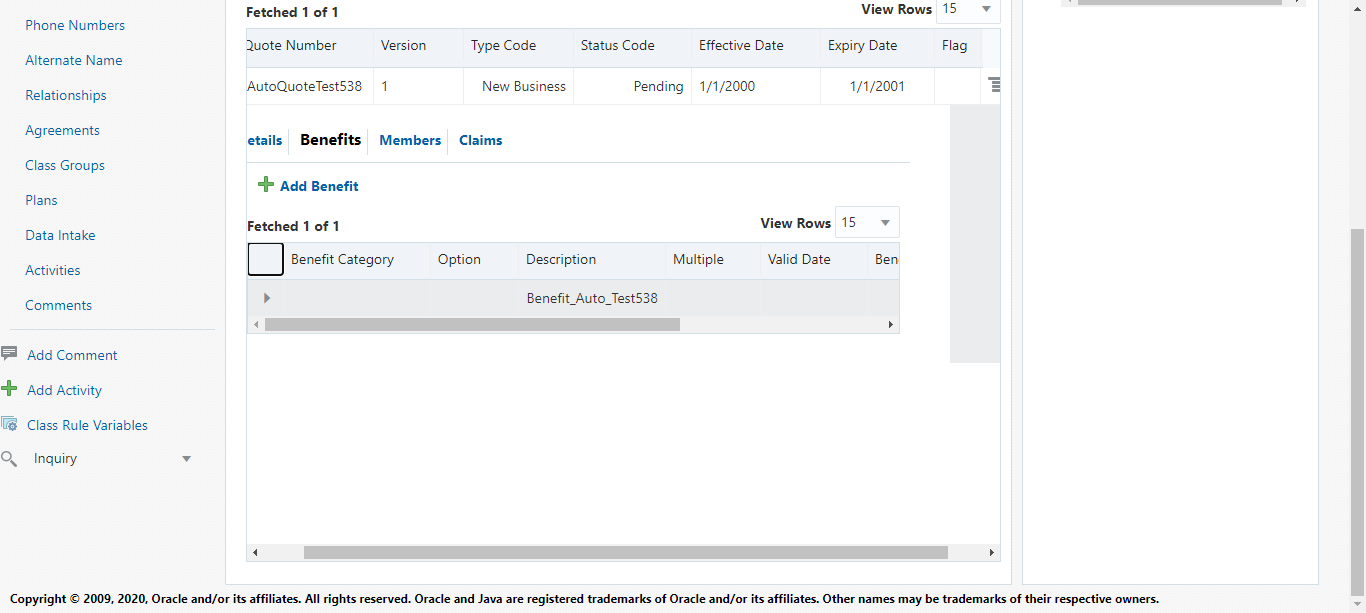 Phone Numbers
Alternate Name
Relationships
Agreements
Class Groups
Plans
Data Intake
Activities
Comments
Add Comment
Add Activity
Class Rule Variables
Inquiry
Fetched 1 of 1
View Rows 15
Quote Number Version Type Code Status Code Effective Date Expiry Date Flag
AutoQuoteTest538 1 New Business Pending 1/1/2000 1/1/2001
etails Benefits Members Claims
Add Benefit
Fetched 1 of 1
View Rows 15
Benefit Category Option Description Multiple Valid Date Ben
Benefit_Auto_Test538
Copyright © 2009, 2020, Oracle and/or its affiliates. All rights reserved. Oracle and Java are registered trademarks of Oracle and/or its affiliates. Other names may be trademarks of their respective owners.